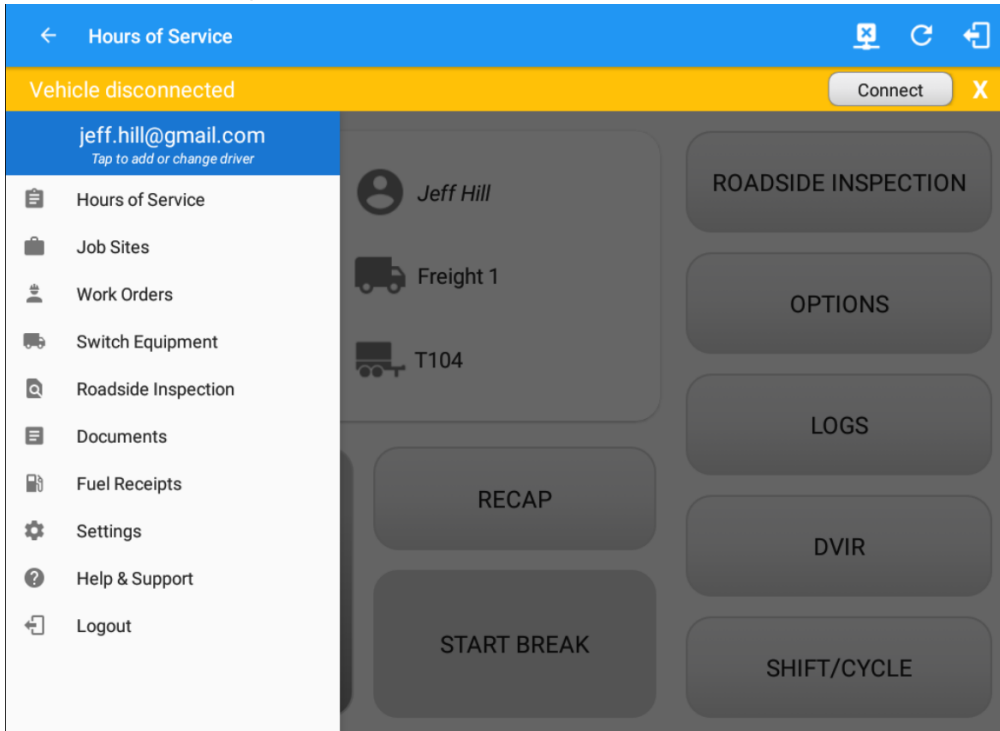 Hours of Service
Vehicle disconnected
Connect
X
jeff.hill@gmail.com
Tap to add or change driver
Hours of Service
Job Sites
Work Orders
Switch Equipment
Roadside Inspection
Documents
Fuel Receipts
Settings
Help & Support
Logout
Jeff Hill
Freight 1
T104
RECAP
START BREAK
ROADSIDE INSPECTION
OPTIONS
LOGS
DVIR
SHIFT/CYCLE